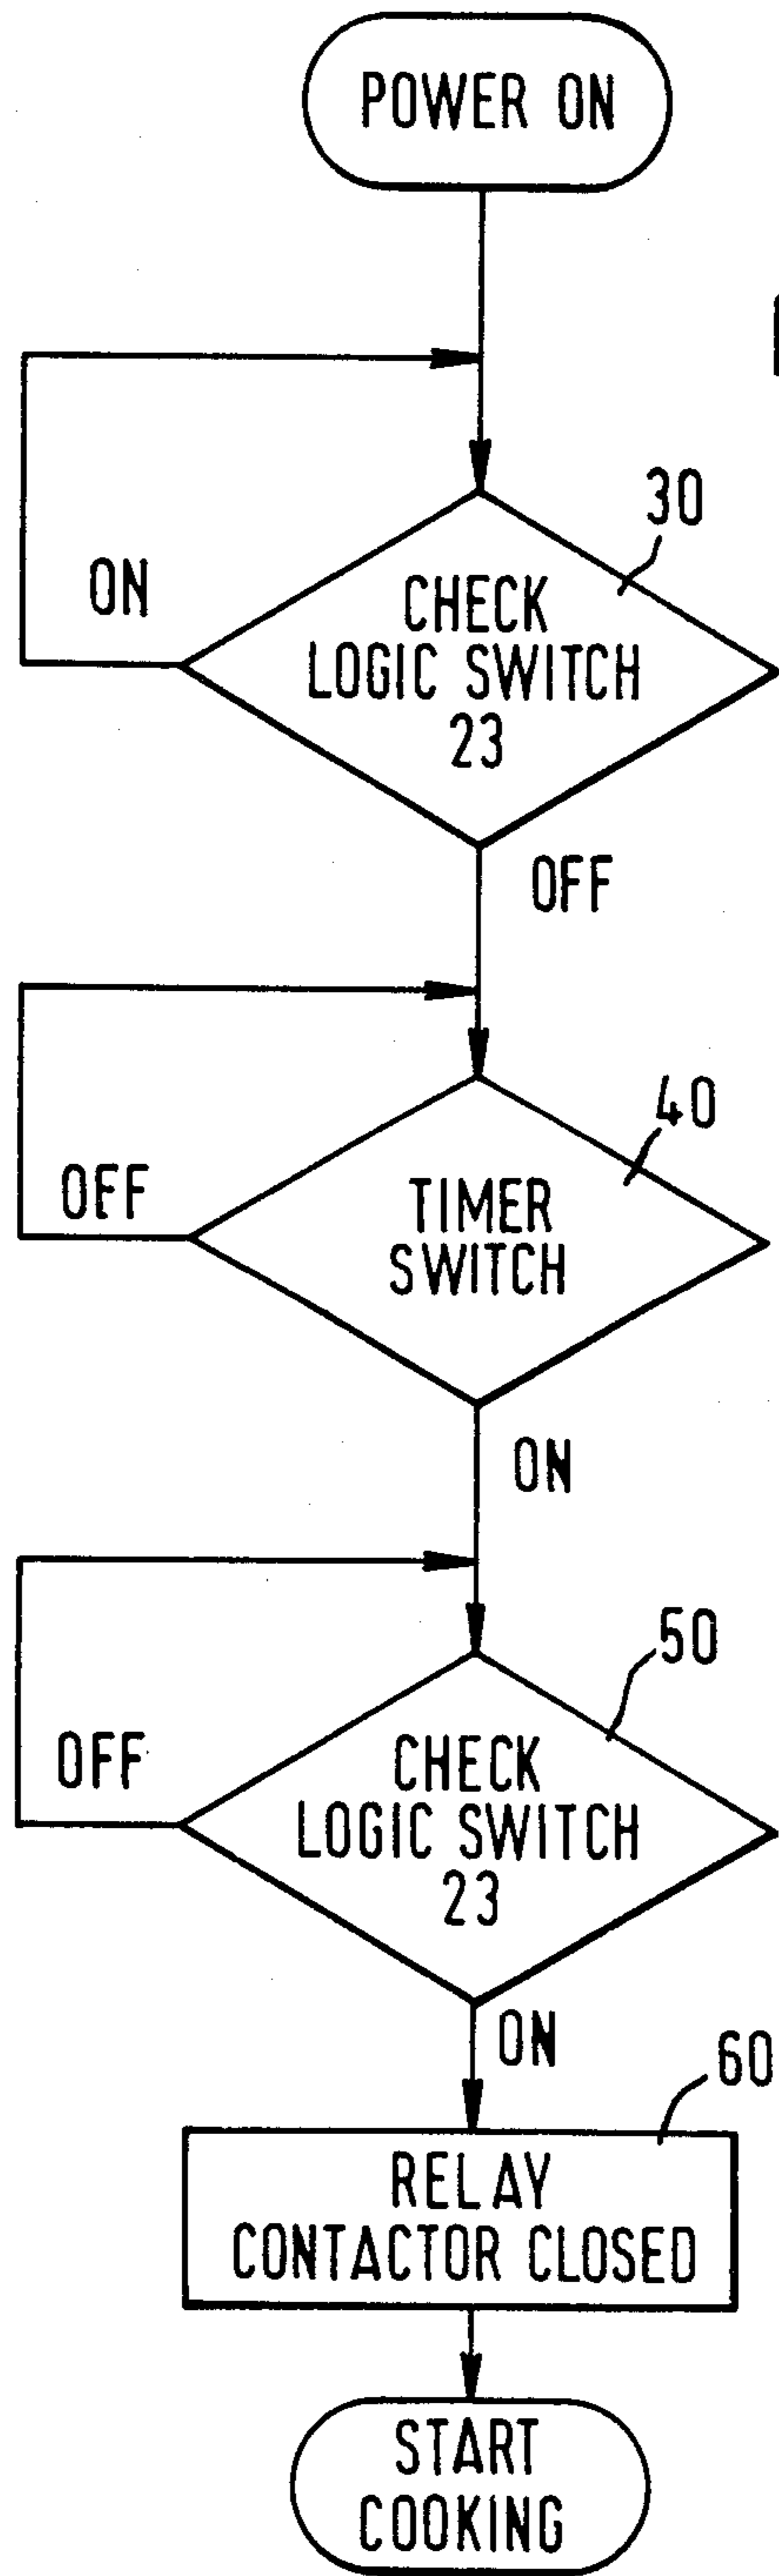 POWER ON
30
ON
CHECK
LOGIC SWITCH
23
OFF
40
OFF
TIMER
SWITCH
ON
50
OFF
CHECK
LOGIC SWITCH
23
ON
60
RELAY
CONTACTOR CLOSED
START
COOKING